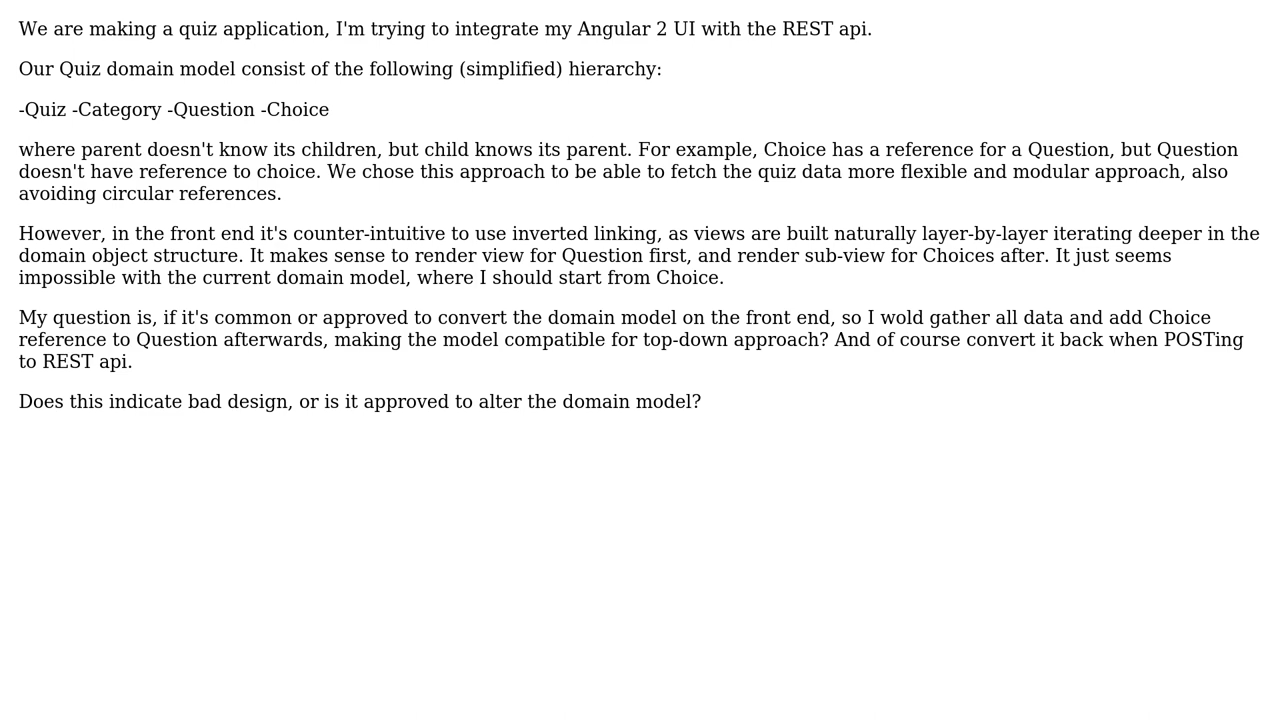 We are making a quiz application, I'm trying to integrate my Angular 2 UI with the REST api.
Our Quiz domain model consist of the following (simplified) hierarchy:
-Quiz -Category -Question -Choice
where parent doesn't know its children, but child knows its parent. For example, Choice has a reference for a Question, but Question
doesn't have reference to choice. We chose this approach to be able to fetch the quiz data more flexible and modular approach, also
avoiding circular references.
However, in the front end it's counter-intuitive to use inverted linking, as views are built naturally layer-by-layer iterating deeper in the
domain object structure. It makes sense to render view for Question first, and render sub-view for Choices after. It just seems
impossible with the current domain model, where I should start from Choice.
My question is, if it's common or approved to convert the domain model on the front end, so I wold gather all data and add Choice
reference to Question afterwards, making the model compatible for top-down approach? And of course convert it back when POSTing
to REST api.
Does this indicate bad design, or is it approved to alter the domain model?